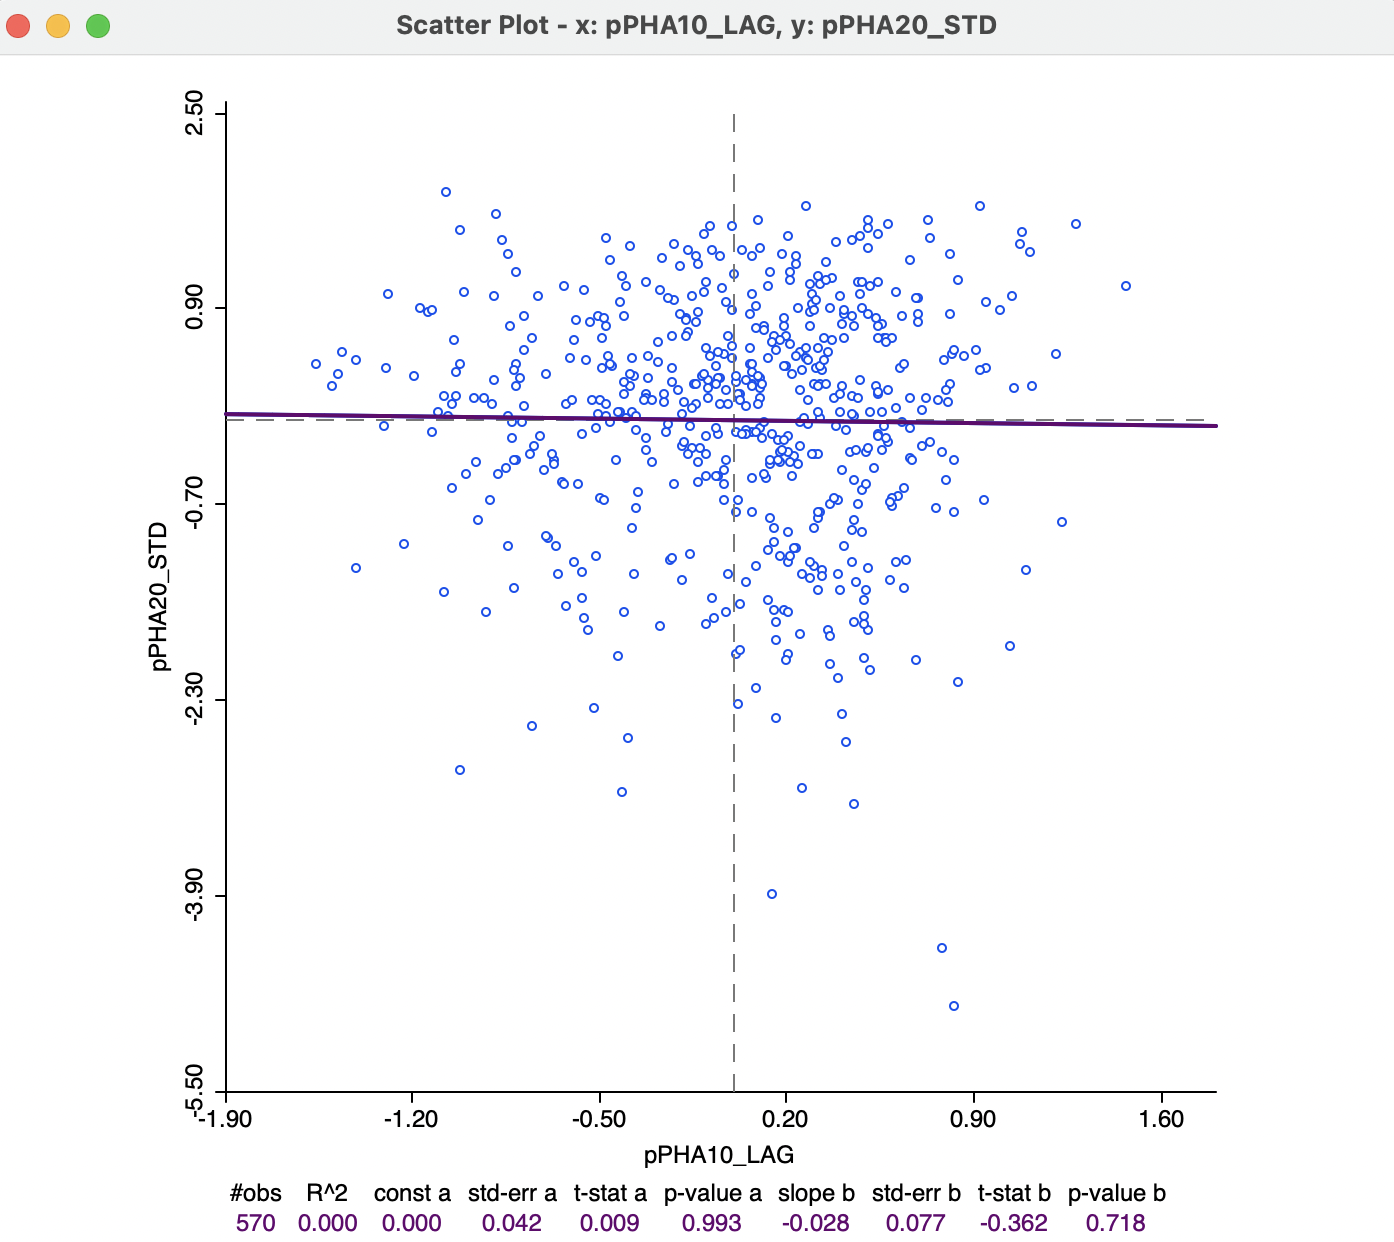 Scatter Plot - x: pPHA10_LAG, y: pPHA20_STD
2.50
0.90
-0.70
-2.30
-3.90
-5.50
pPHA20_STD
-1.90 -1.20 -0.50 0.20 0.90 1.60
pPHA10_LAG
#obs R^2 const a std-err a t-stat a p-value a slope b std-err b t-stat b p-value b
570 0.000 0.000 0.042 0.009 0.993 -0.028 0.077 -0.362 0.718